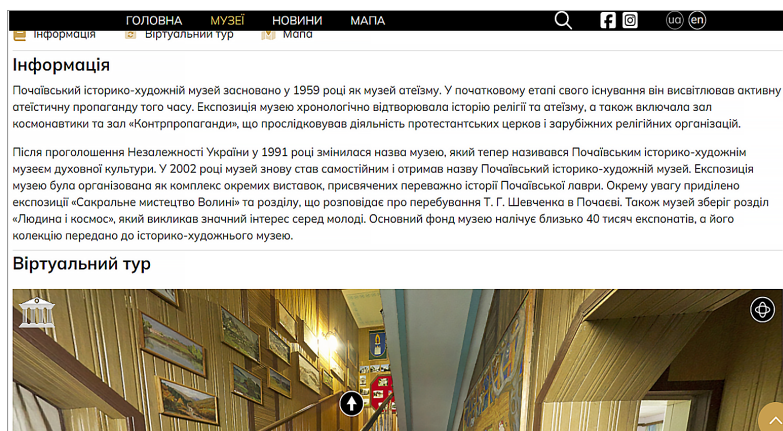 ГОЛОВНА МУЗЕЇ НОВИНИ МАПА ua en
Інформація Віртуальний тур Мапа
Інформація
Почаївський історико-художній музей засновано у 1959 році як музей атеїзму. У початковому етапі свого існування він висвітлював активну
атеїстичну пропаганду того часу. Експозиція музею хронологічно відтворювала історію релігії та атеїзму, а також включала зал
космонавтики та зал «Контрпропаганди», що прослідковував діяльність протестантських церков і зарубіжних релігійних організацій.
Після проголошення Незалежності України у 1991 році змінилася назва музею, який тепер називався Почаївським історико-художнім
музеєм духовної культури. У 2002 році музей знову став самостійним і отримав назву Почаївський історико-художній музей. Експозиція
музею була організована як комплекс окремих виставок, присвячених переважно історії Почаївської лаври. Окрему увагу приділено
експозиції «Сакральне мистецтво Волині» та розділу, що розповідає про перебування Т. Г. Шевченка в Почаєві. Також музей зберіг розділ
«Людина і космос», який викликав значний інтерес серед молоді. Основний фонд музею налічує близько 40 тисяч експонатів, а його
колекцію передано до історико-художнього музею.
Віртуальний тур